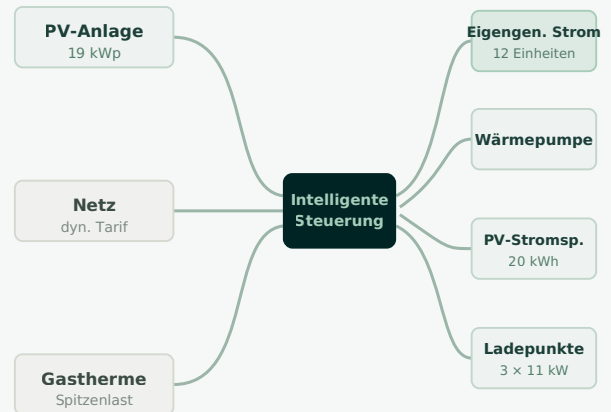 PV-Anlage
19 kWp
Netz
dyn. Tarif
Gastherme
Spitzenlast
Intelligente
Steuerung
Eigengen. Strom
12 Einheiten
Wärmepumpe
PV-Stromsp.
20 kWh
Ladepunkte
3 × 11 kW